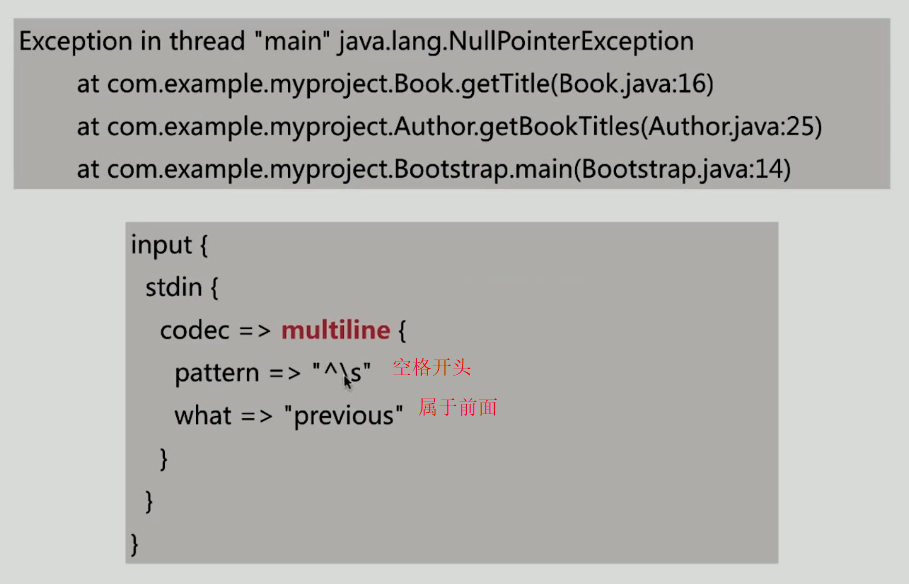 Exception in thread "main" java.lang.NullPointerException
at com.example.myproject.Book.getTitle(Book.java:16)
at com.example.myproject.Author.getBookTitles(Author.java:25)
at com.example.myproject.Bootstrap.main(Bootstrap.java:14)
input {
stdin {
codec => multiline {
pattern => "^\s" 空格开头
what => "previous" 属于前面
}
}
}